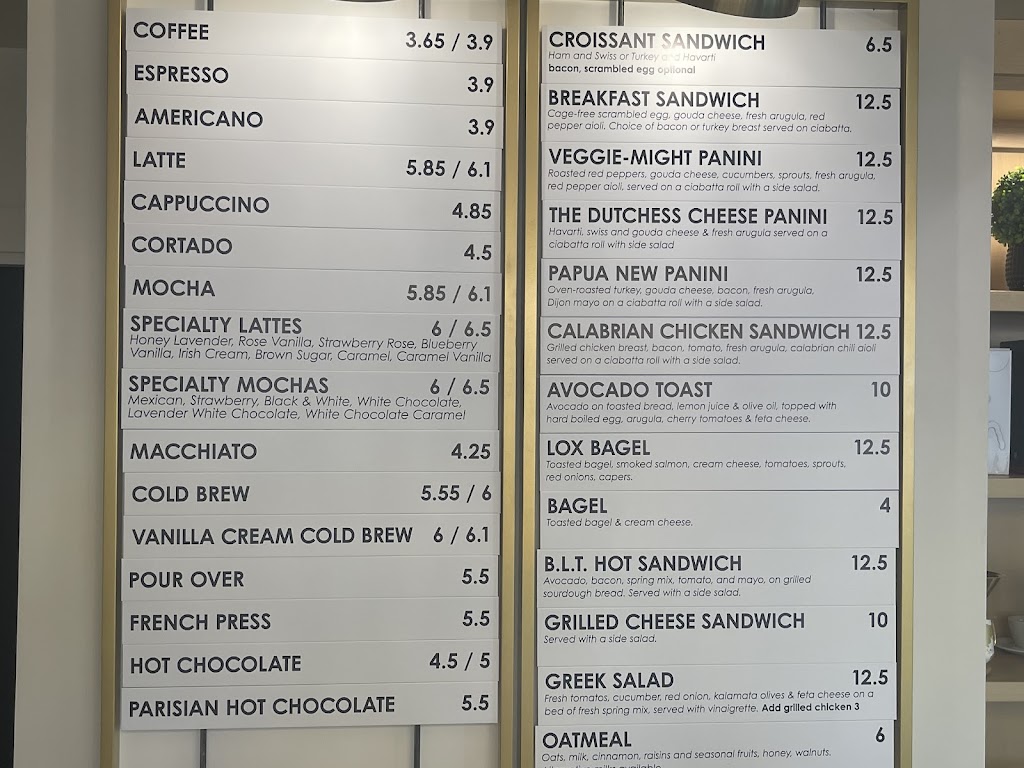 COFFEE 3.65 / 3.9
ESPRESSO 3.9
AMERICANO 3.9
LATTE 5.85 / 6.1
CAPPUCCINO 4.85
CORTADO 4.5
MOCHA 5.85 / 6.1
SPECIALTY LATTES 6 / 6.5
Honey Lavender, Rose Vanilla, Strawberry Rose, Blueberry
Vanilla, Irish Cream, Brown Sugar, Caramel, Caramel Vanilla
SPECIALTY MOCHAS 6 / 6.5
Mexican, Strawberry, Black & White, White Chocolate,
Lavender White Chocolate, White Chocolate Caramel
MACCHIATO 4.25
COLD BREW 5.55 / 6
VANILLA CREAM COLD BREW 6 / 6.1
POUR OVER 5.5
FRENCH PRESS 5.5
HOT CHOCOLATE 4.5 / 5
PARISIAN HOT CHOCOLATE 5.5
CROISSANT SANDWICH 6.5
Ham and Swiss or Turkey and Havarti
bacon, scrambled egg optional
BREAKFAST SANDWICH 12.5
Cage-free scrambled egg, gouda cheese, fresh arugula, red
pepper aioli. Choice of bacon or turkey breast served on ciabatta.
VEGGIE-MIGHT PANINI 12.5
Roasted red peppers, gouda cheese, cucumbers, sprouts, fresh arugula,
red pepper aioli, served on a ciabatta roll with a side salad.
THE DUTCHESS CHEESE PANINI 12.5
Havarti, swiss and gouda cheese & fresh arugula served on a
ciabatta roll with side salad
PAPUA NEW PANINI 12.5
Oven-roasted turkey, gouda cheese, bacon, fresh arugula,
Dijon mayo on a ciabatta roll with a side salad.
CALABRIAN CHICKEN SANDWICH 12.5
Grilled chicken breast, bacon, tomato, fresh arugula, calabrian chili aioli
served on a ciabatta roll with a side salad.
AVOCADO TOAST 10
Avocado on toasted bread, lemon juice & olive oil, topped with
hard boiled egg, arugula, cherry tomatoes & feta cheese.
LOX BAGEL 12.5
Toasted bagel, smoked salmon, cream cheese, tomatoes, sprouts,
red onions, capers.
BAGEL 4
Toasted bagel & cream cheese.
B.L.T. HOT SANDWICH 12.5
Avocado, bacon, spring mix, tomato, and mayo, on grilled
sourdough bread. Served with a side salad.
GRILLED CHEESE SANDWICH 10
Served with a side salad.
GREEK SALAD 12.5
Fresh tomatos, cucumber, red onion, kalamata olives & feta cheese on a
bed of fresh spring mix, served with vinaigrette. Add grilled chicken 3
OATMEAL 6
Oats, milk, cinnamon, raisins and seasonal fruits, honey, walnuts.